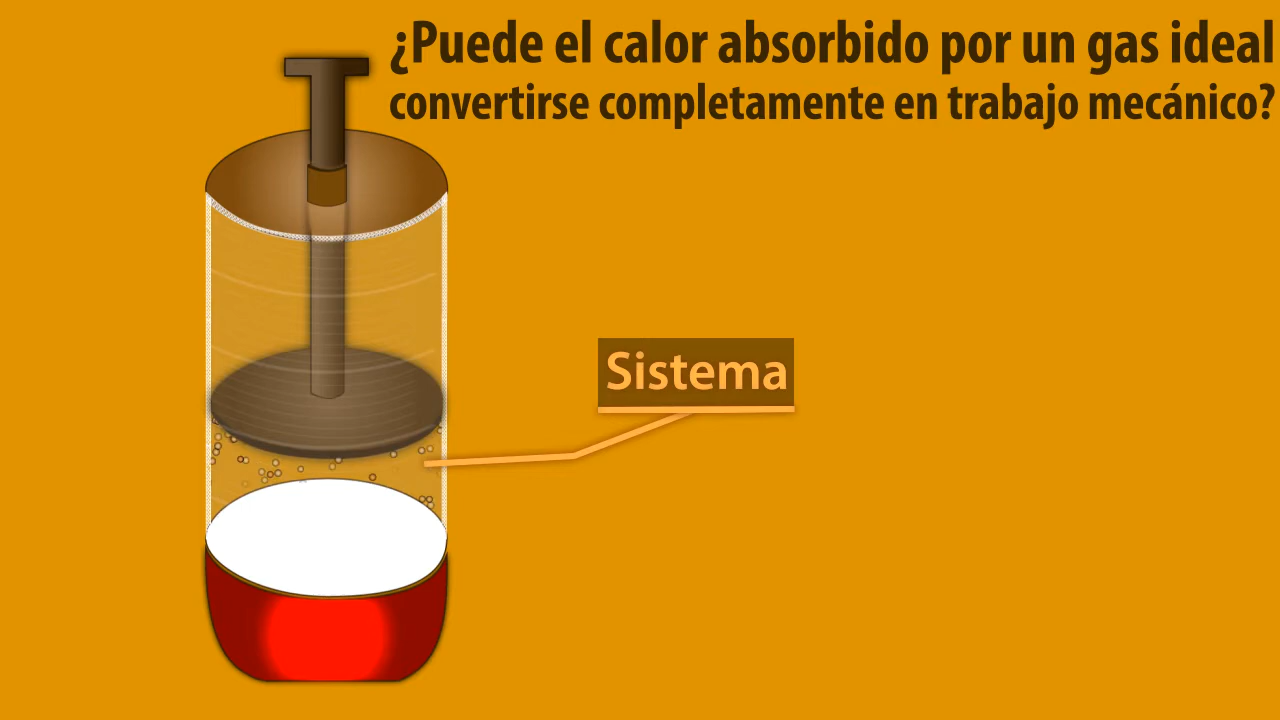 ¿Puede el calor absorbido por un gas ideal
convertirse completamente en trabajo mecánico?
Sistema